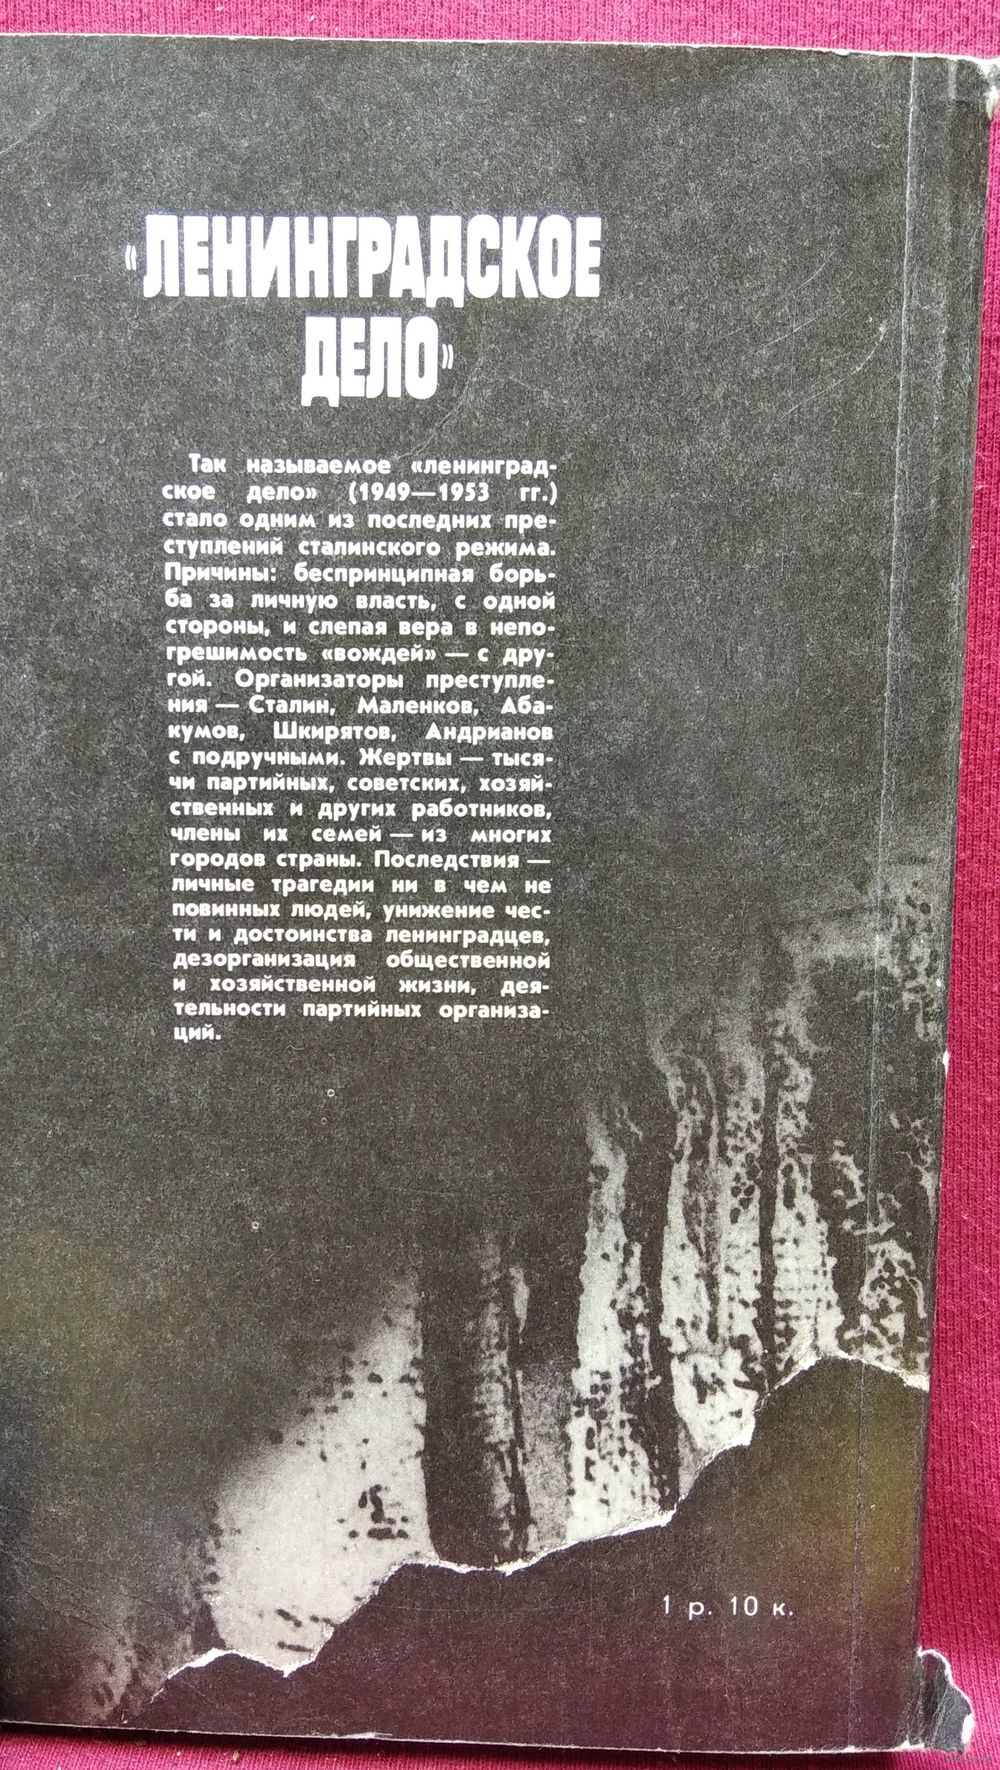 «ЛЕНИНГРАДСКОЕ
ДЕЛО»
Так называемое «ленинград-
ское дело» (1949—1953 гг.)
стало одним из последних пре-
ступлений сталинского режима.
Причины: беспринципная борь-
ба за личную власть, с одной
стороны, и слепая вера в непо-
грешимость «вождей» — с дру-
гой. Организаторы преступле-
ния — Сталин, Маленков, Аба-
кумов, Шкирятов, Андрианов
с подручными. Жертвы — тыся-
чи партийных, советских, хозяй-
ственных и других работников,
члены их семей — из многих
городов страны. Последствия —
личные трагедии ни в чем не
повинных людей, унижение чес-
ти и достоинства ленинградцев,
дезорганизация общественной
и хозяйственной жизни, дея-
тельности партийных организа-
ций.
1 р. 10 к.